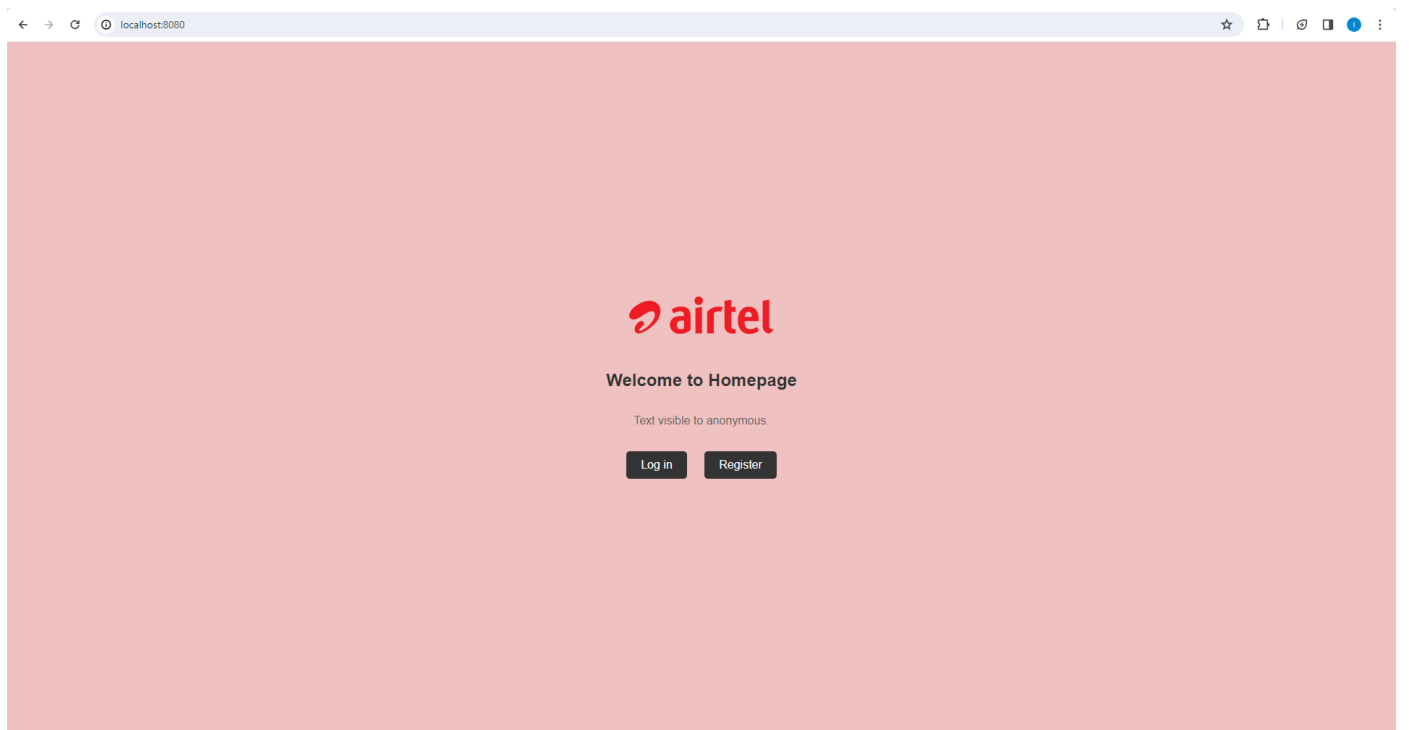 localhost:8080
airtel
Welcome to Homepage
Text visible to anonymous.
Log in Register